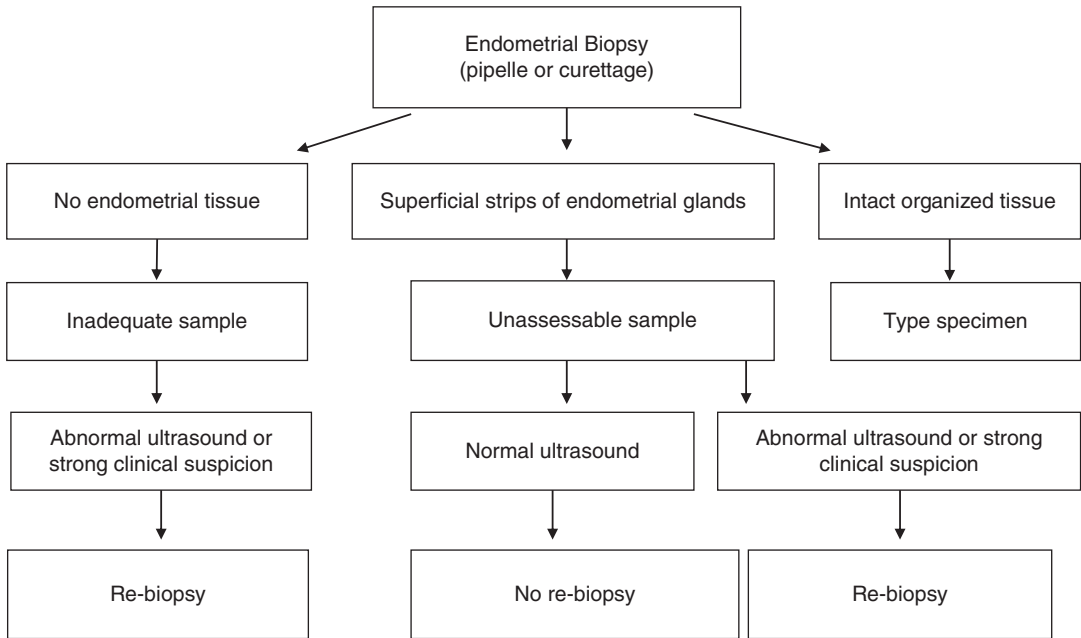 Endometrial Biopsy
(pipelle or curettage)
No endometrial tissue
Superficial strips of endometrial glands
Intact organized tissue
Inadequate sample
Unassessable sample
Type specimen
Abnormal ultrasound or
strong clinical suspicion
Normal ultrasound
Abnormal ultrasound or strong
clinical suspicion
Re-biopsy
No re-biopsy
Re-biopsy